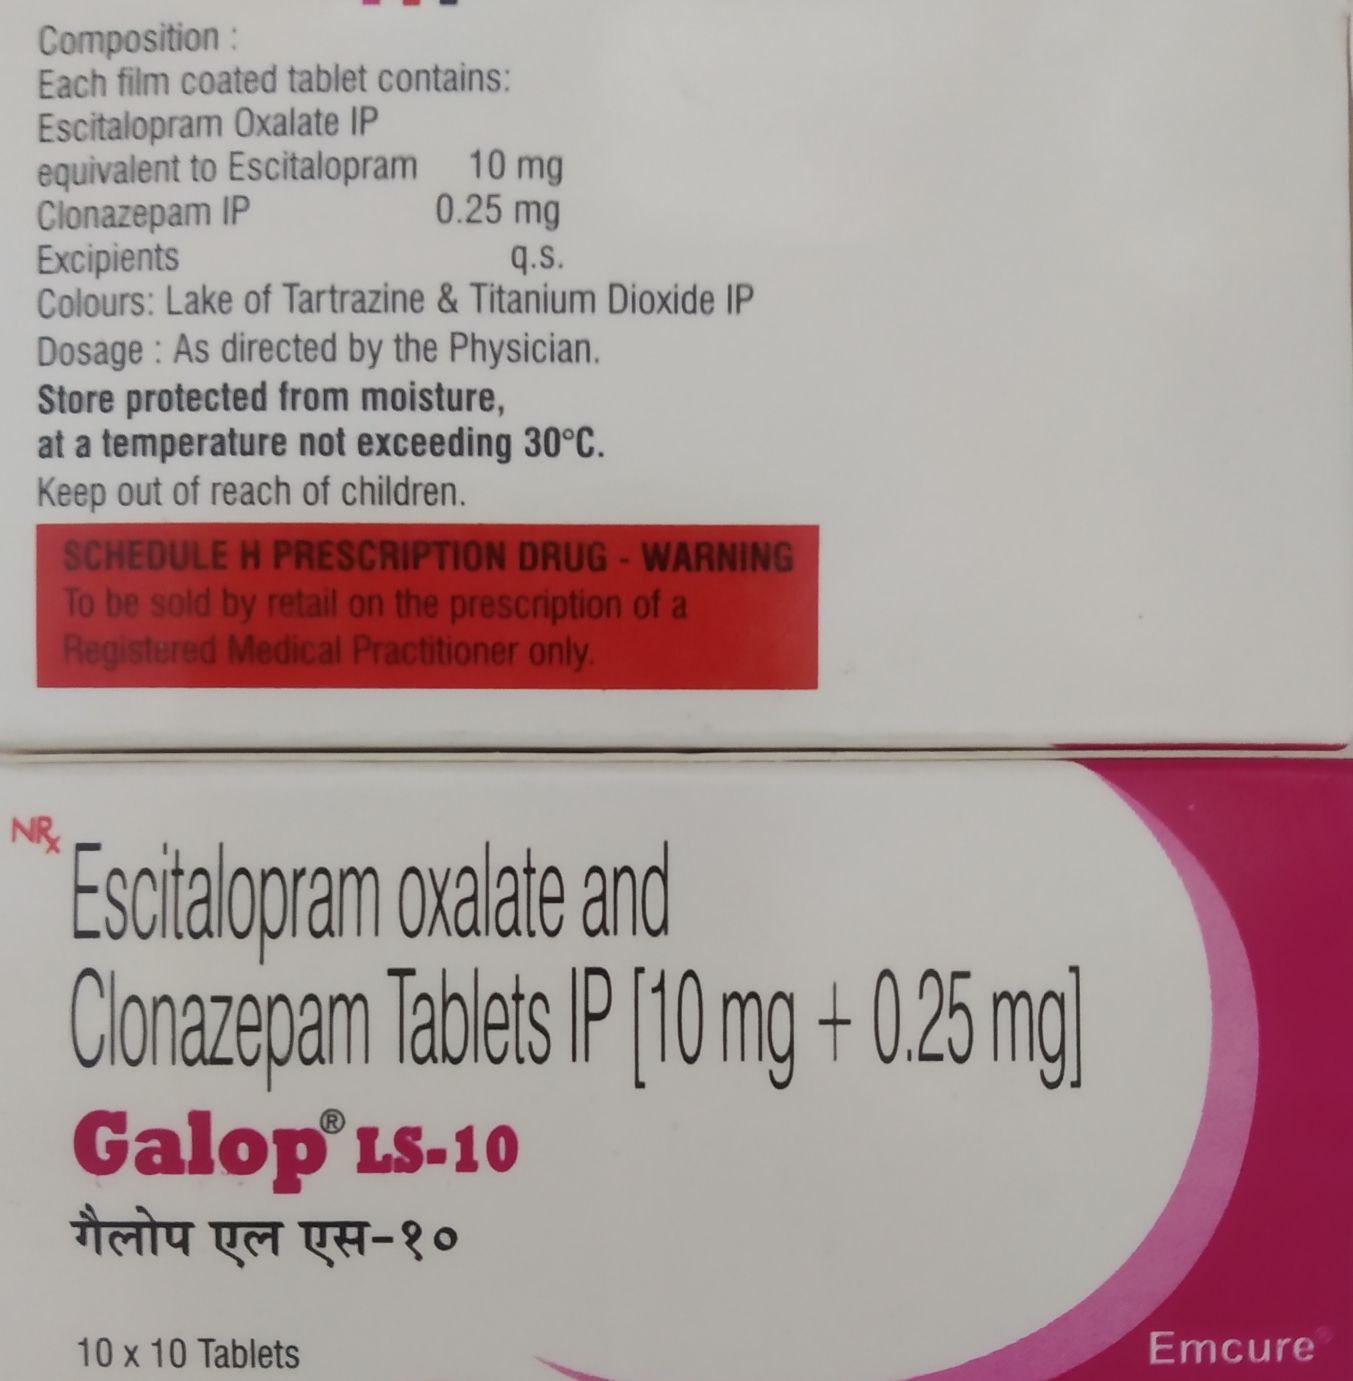 Composition :
Each film coated tablet contains:
Escitalopram Oxalate IP
equivalent to Escitalopram 10 mg
Clonazepam IP 0.25 mg
Excipients q.s.
Colours: Lake of Tartrazine & Titanium Dioxide IP
Dosage : As directed by the Physician.
Store protected from moisture,
at a temperature not exceeding 30°C.
Keep out of reach of children.
SCHEDULE H PRESCRIPTION DRUG - WARNING
To be sold by retail on the prescription of a
Registered Medical Practitioner only.
NRx
Escitalopram oxalate and
Clonazepam Tablets IP [10 mg + 0.25 mg]
Galop® LS-10
गैलोप एल एस-१०
10 x 10 Tablets
Emcure®